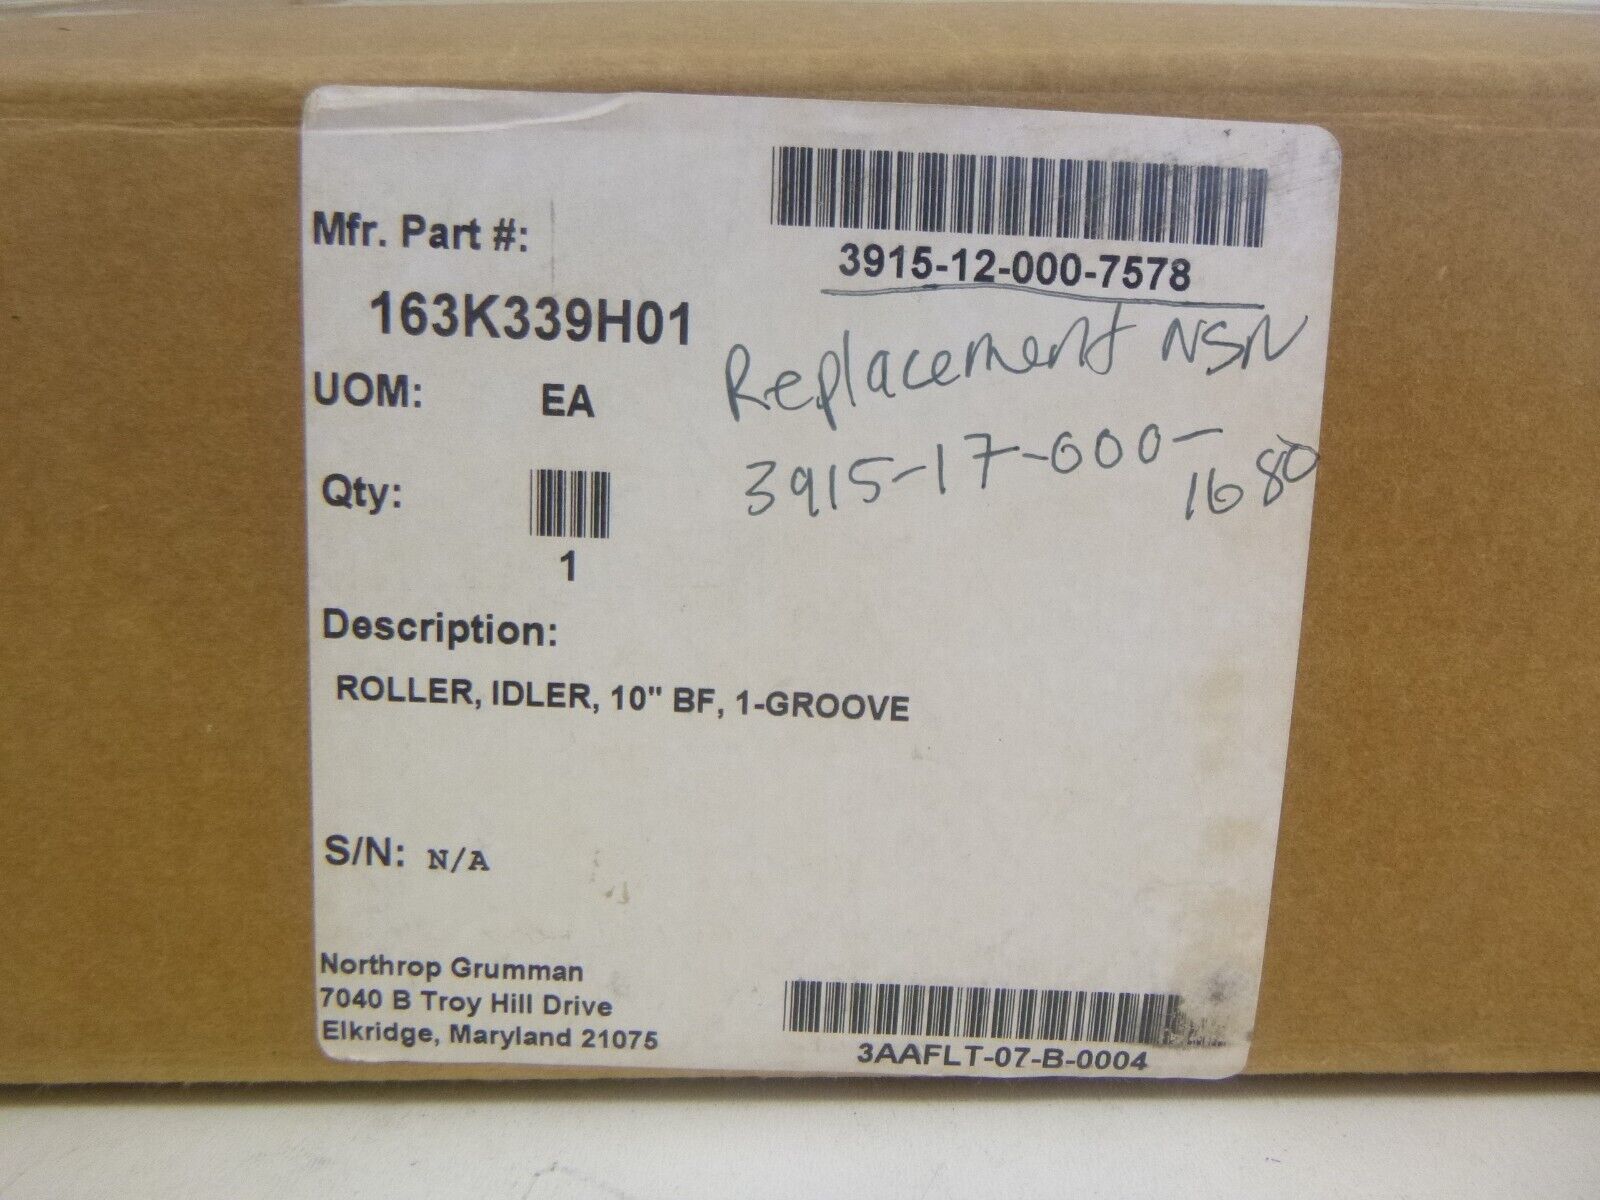 3915-12-000-7578
Replacement NSN
3915-17-000-
1680
Mfr. Part #:
163K339H01
UOM: EA
Qty:
1
Description:
ROLLER, IDLER, 10" BF, 1-GROOVE
S/N: N/A
Northrop Grumman
7040 B Troy Hill Drive
Elkridge, Maryland 21075
3AAFLT-07-B-0004